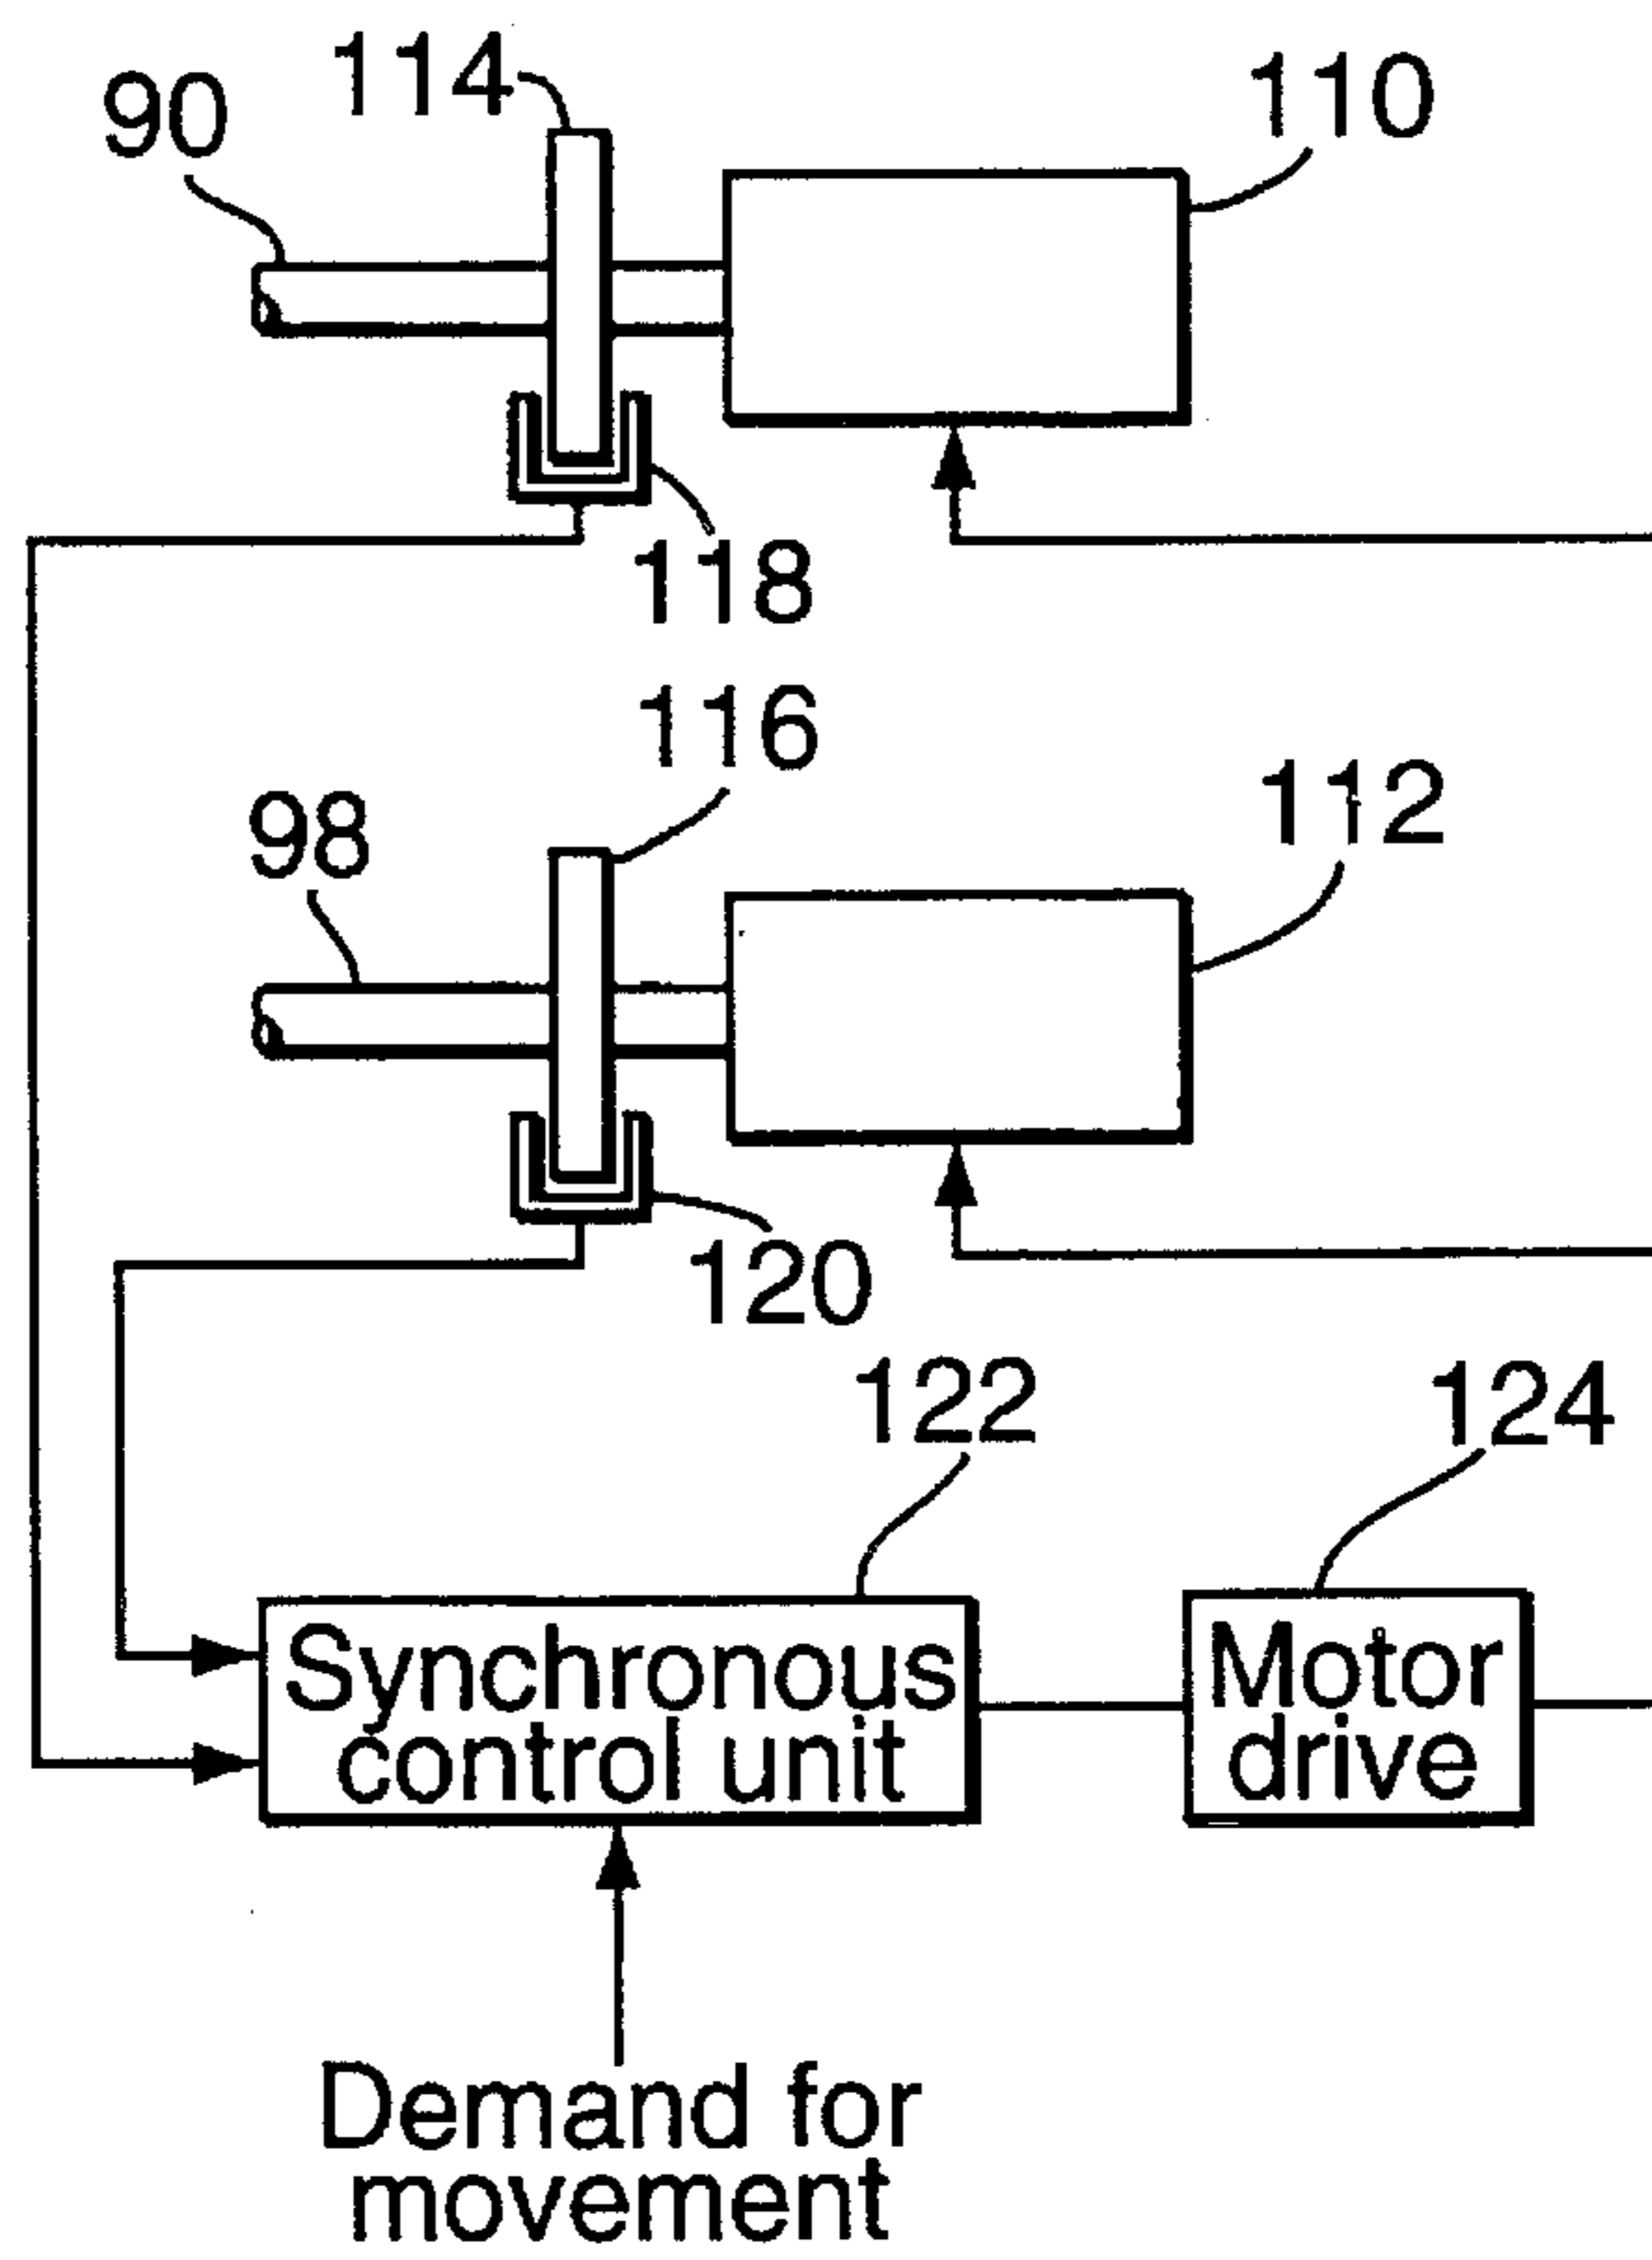 114
110
90
118
116
112
98
120
122
124
Synchronous
control unit
Motor
drive
Demand for
movement